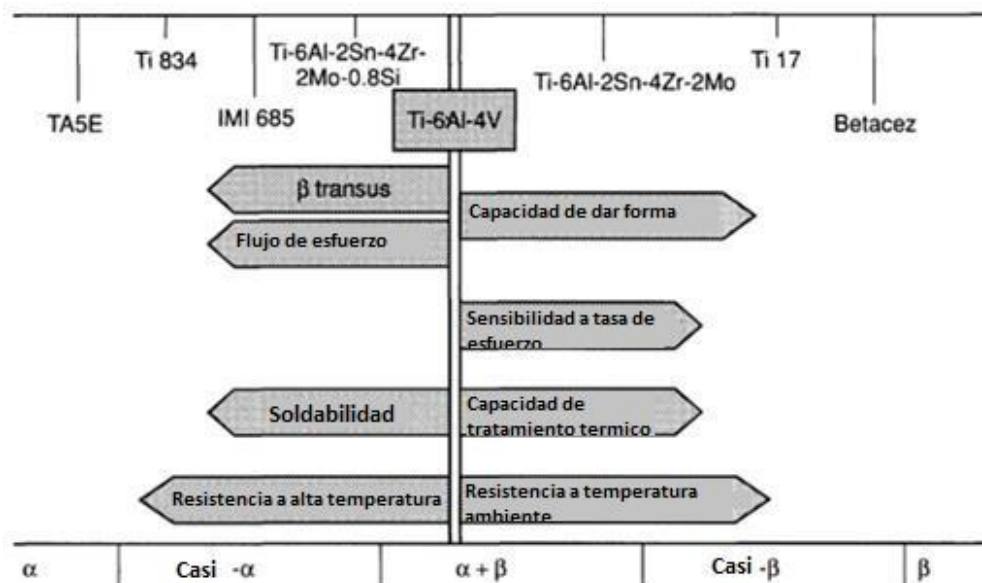 Ti 834
Ti-6Al-2Sn-4Zr-
2Mo-0.8Si
Ti-6Al-2Sn-4Zr-2Mo
Ti 17
TA5E
IMI 685
Ti-6Al-4V
Betacez
β transus
Capacidad de dar forma
Flujo de esfuerzo
Sensibilidad a tasa de
esfuerzo
Soldabilidad
Capacidad de
tratamiento termico
Resistencia a alta temperatura
Resistencia a temperatura
ambiente
α
Casi -α
α + β
Casi -β
β